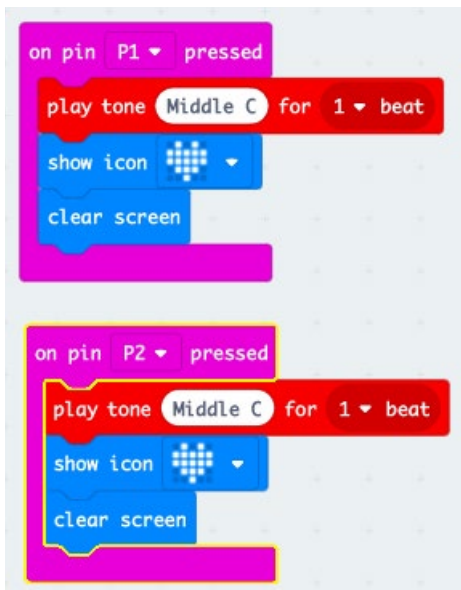 on pin P1 pressed
play tone Middle C for 1 beat
show icon
clear screen
on pin P2 pressed
play tone Middle C for 1 beat
show icon
clear screen